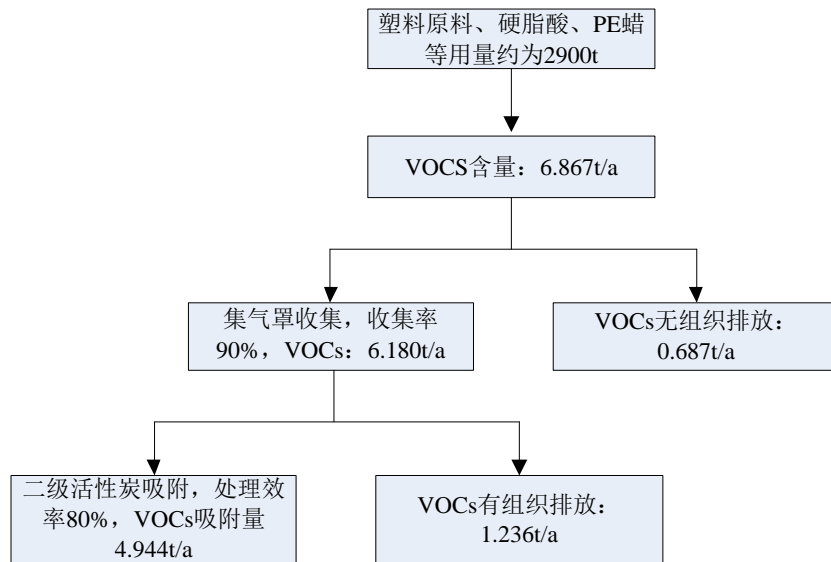 塑料原料、硬脂酸、PE蜡
等用量约为2900t
VOCS含量：6.867t/a
集气罩收集，收集率
90%，VOCs：6.180t/a
VOCs无组织排放：
0.687t/a
二级活性炭吸附，处理效
率80%，VOCs吸附量
4.944t/a
VOCs有组织排放：
1.236t/a